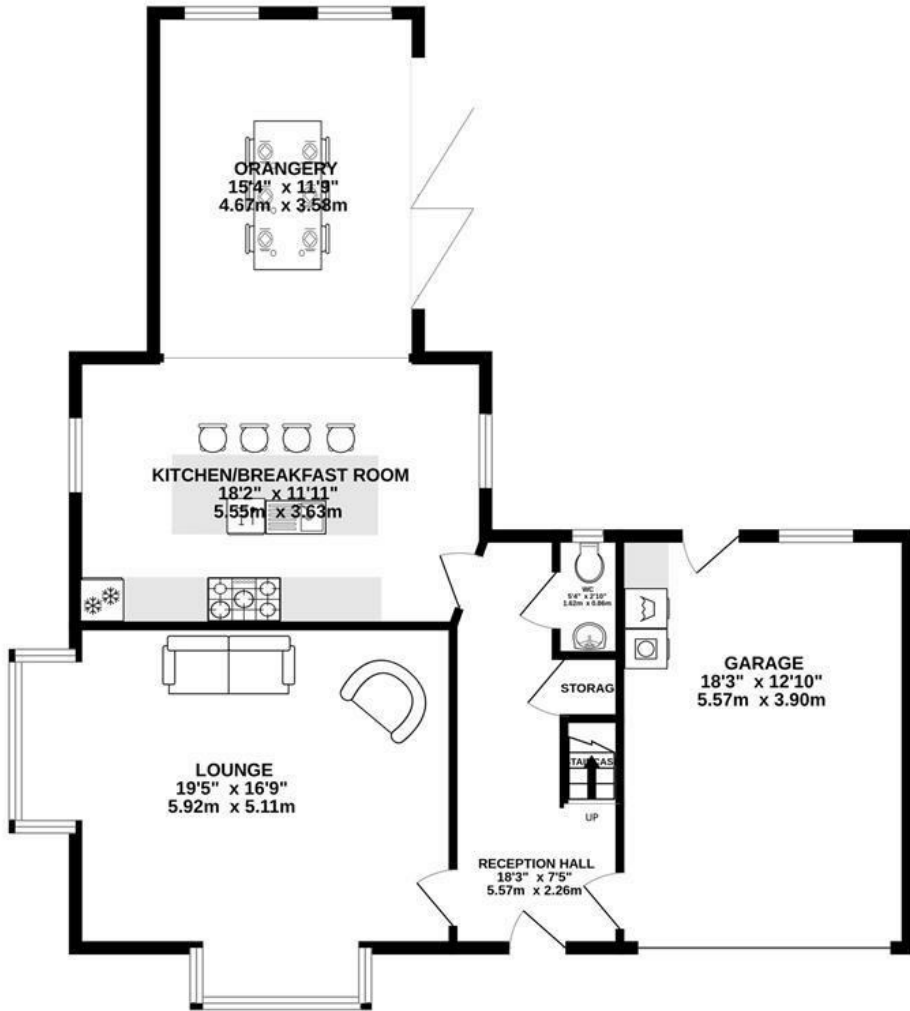 ORANGERY
15'4" x 11'9"
4.67m x 3.58m
KITCHEN/BREAKFAST ROOM
18'2" x 11'11"
5.55m x 3.63m
WC
5'4" x 2'10"
1.62m x 0.86m
STORAG
GARAGE
18'3" x 12'10"
5.57m x 3.90m
LOUNGE
19'5" x 16'9"
5.92m x 5.11m
TAIRCAS
UP
RECEPTION HALL
18'3" x 7'5"
5.57m x 2.26m